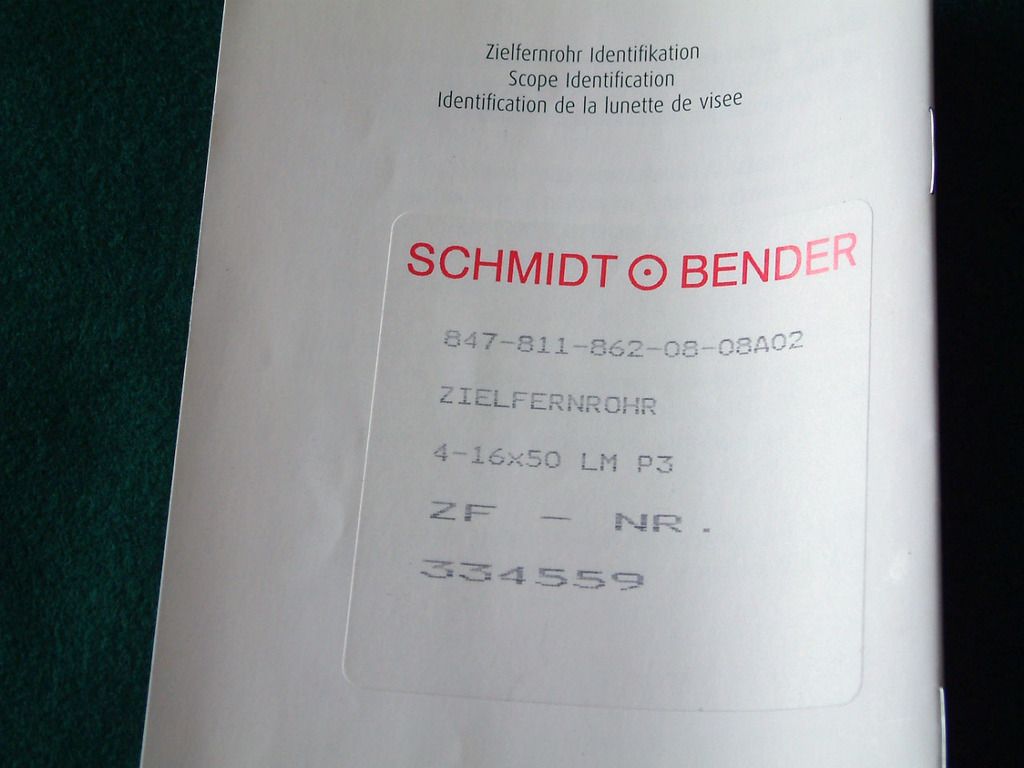 Zielfernrohr Identifikation
Scope Identification
Identification de la lunette de visee
SCHMIDT BENDER
847-811-862-08-08A02
ZIELFERNROHR
4-16x50 LM P3
ZF - NR.
334559